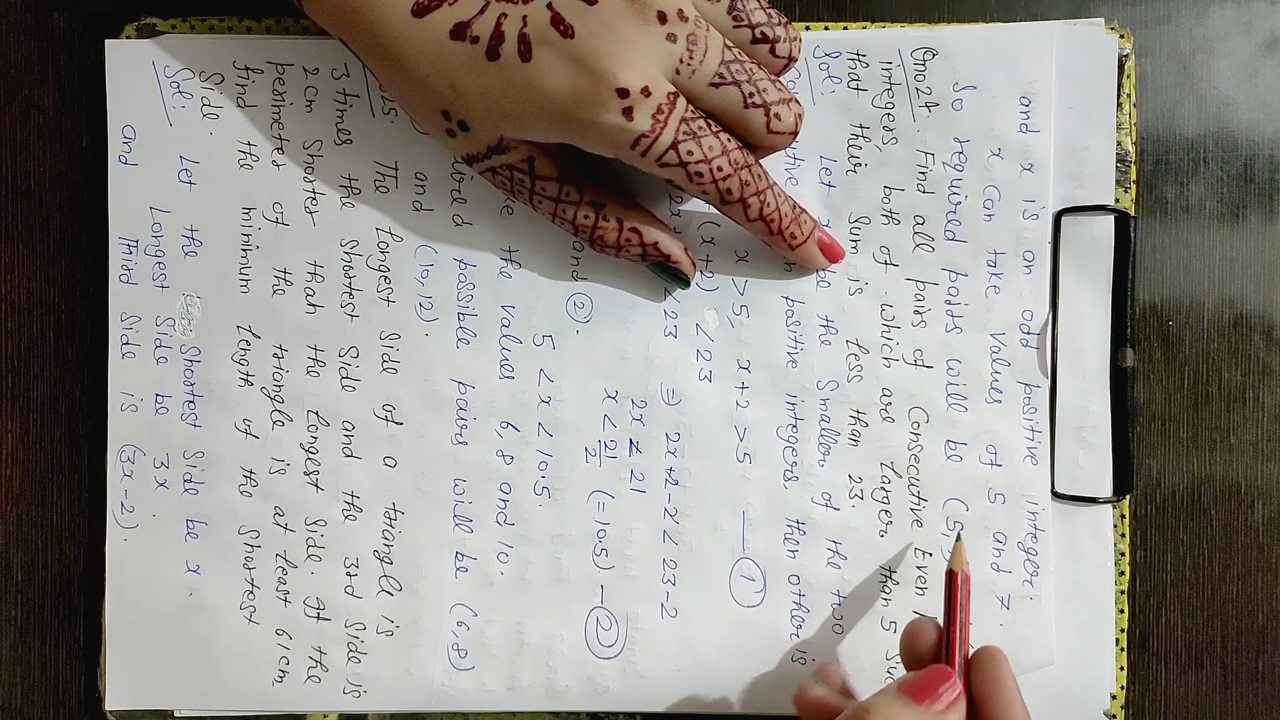 and x is an odd positive integer.
x can take values of 5 and 7.
So required pairs will be (5,
Qno24. Find all pairs of Consecutive Even
integers both of which are larger than 5 such
that their Sum is less than 23.
Sol: Let x be the Smaller of the two
positive integers then other is
x > 5, x+2 > 5 — ①
(x+2) < 23
2x < 23 ⇒ 2x+2-2 < 23-2
2x < 21
x < 21/2 (=10.5) — ②
and ②.
5 < x < 10.5.
the values 6, 8 and 10.
possible pairs will be (6,8)
and (10,12).
25. The Longest Side of a triangle is
3 times the shortest Side and the 3rd Side is
2 cm Shorter than the Longest Side. If the
perimeter of the triangle is at least 61 cm
find the minimum length of the Shortest
Side.
Sol: Let the Shortest Side be x.
Longest Side be 3x.
and Third Side is (3x-2).